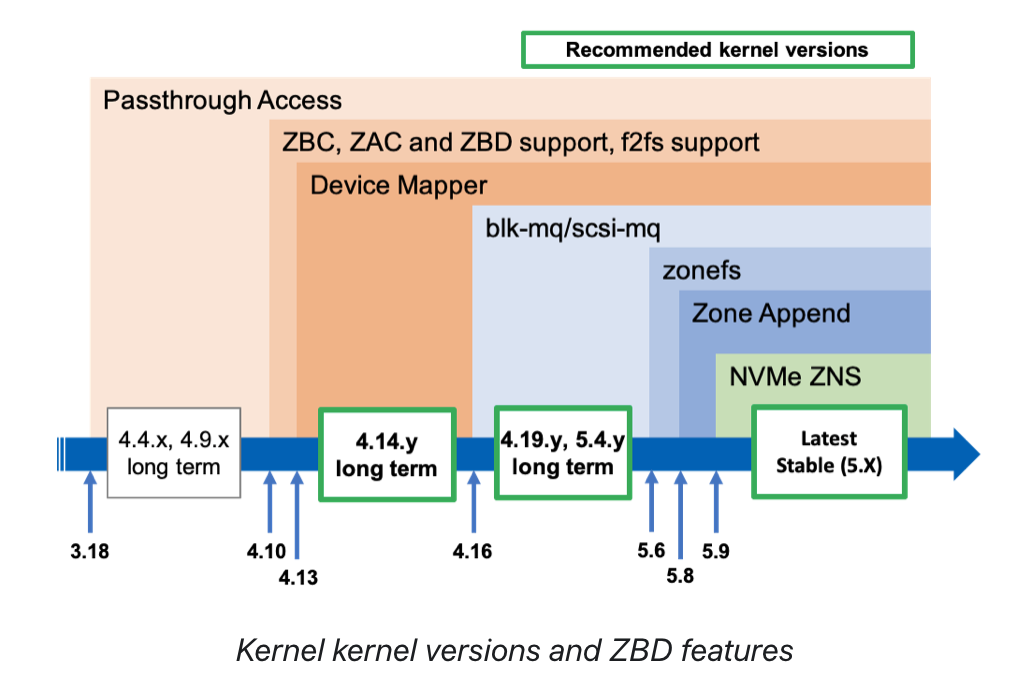 Recommended kernel versions
Passthrough Access
ZBC, ZAC and ZBD support, f2fs support
Device Mapper
blk-mq/scsi-mq
zonefs
Zone Append
NVMe ZNS
4.4.x, 4.9.x
long term
4.14.y
long term
4.19.y, 5.4.y
long term
Latest
Stable (5.X)
3.18
4.10
4.13
4.16
5.6
5.8
5.9
Kernel kernel versions and ZBD features